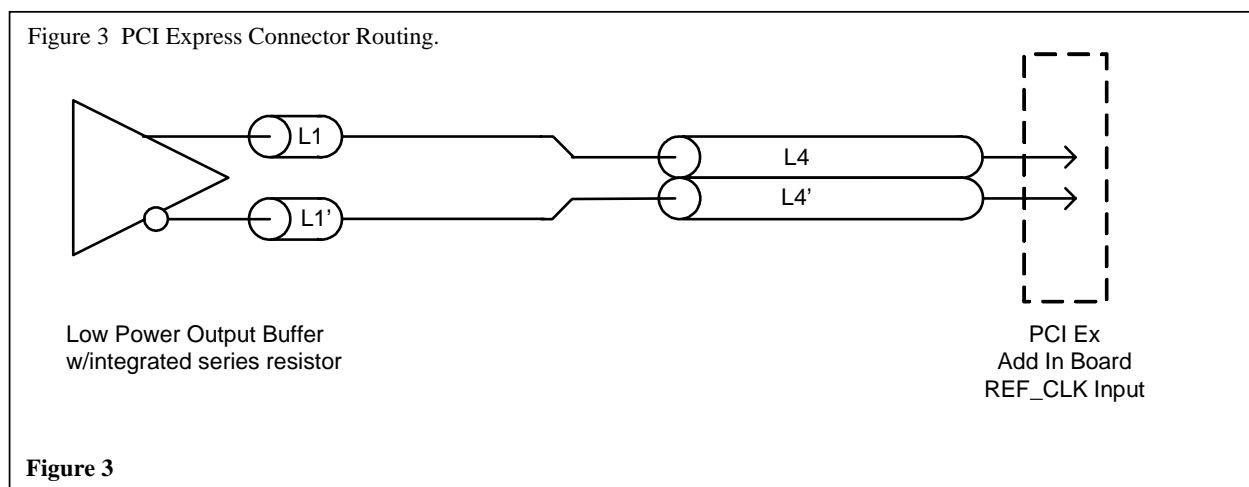 Figure 3 PCI Express Connector Routing.
L1
L4
L4'
L1'
Low Power Output Buffer
w/integrated series resistor
PCI Ex
Add In Board
REF_CLK Input
Figure 3